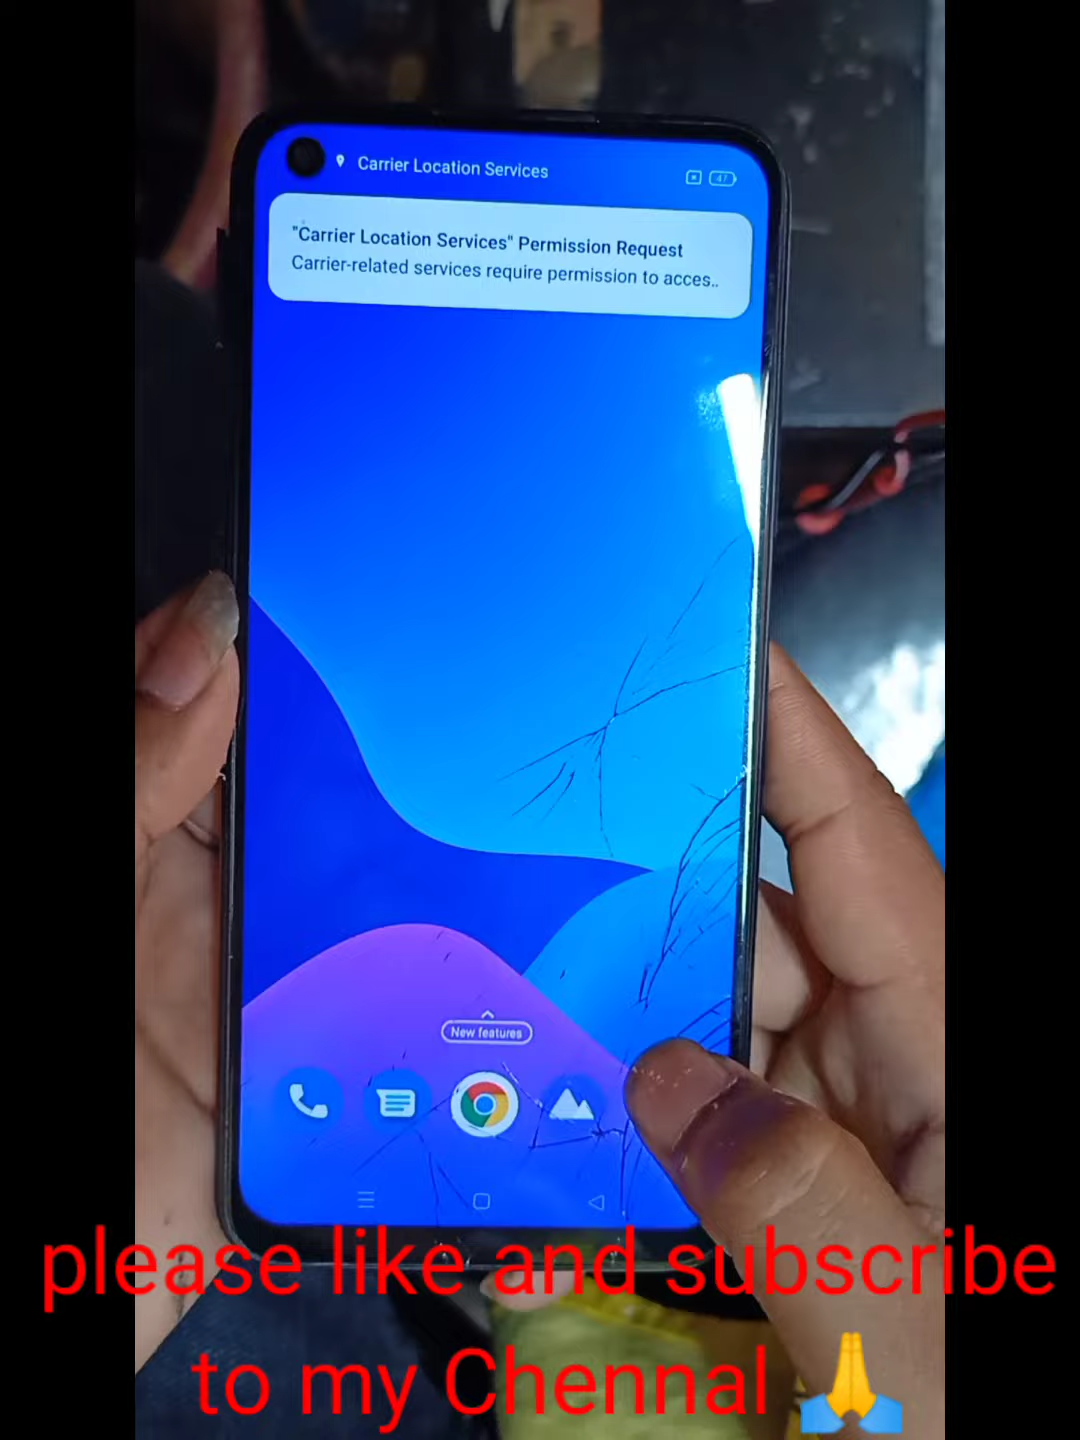 Carrier Location Services
47
"Carrier Location Services" Permission Request
Carrier-related services require permission to acces..
New features
please like and subscribe
to my Chennal 🙏